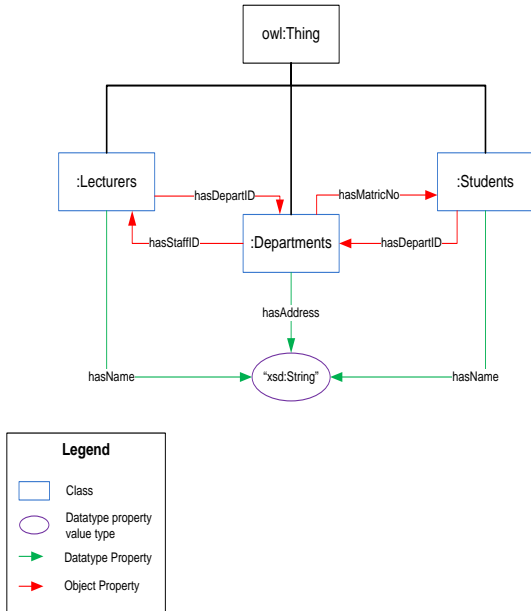 owl:Thing
:Lecturers
:Students
hasDepartID
hasMatricNo
hasStaffID
:Departments
hasDepartID
hasAddress
hasName
“xsd:String”
hasName
Legend
Class
Datatype property
value type
Datatype Property
Object Property